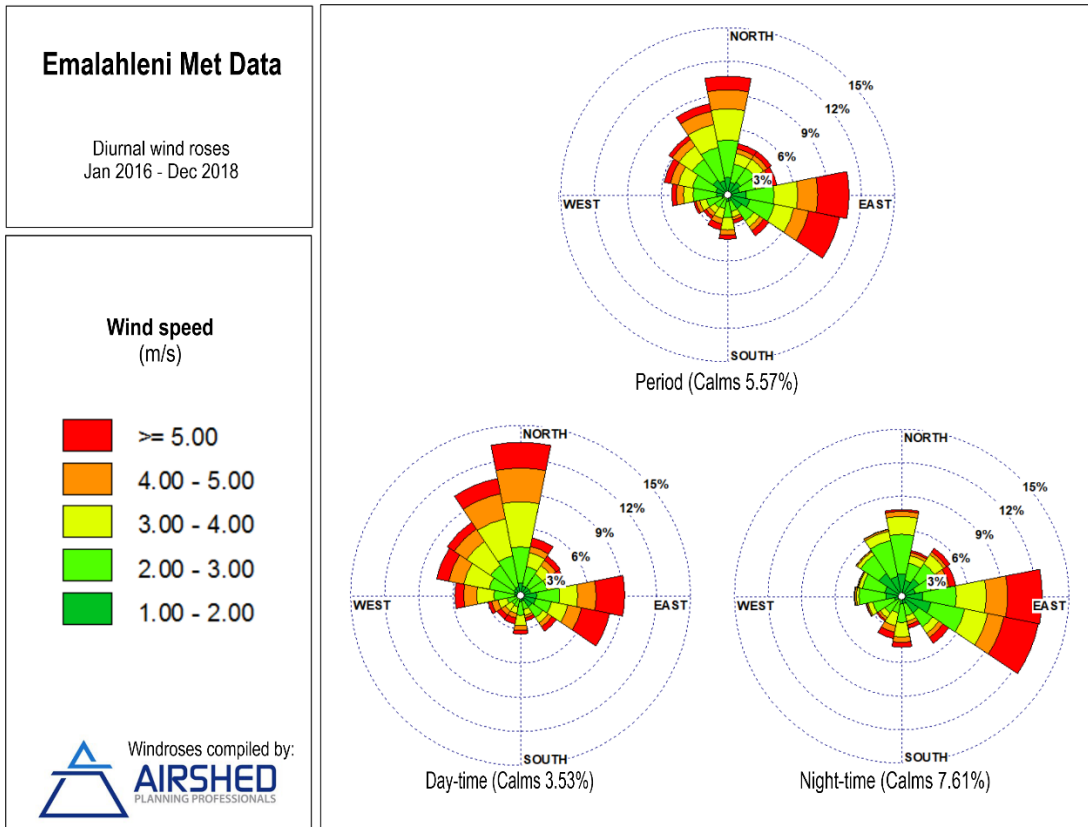 Emalahleni Met Data
Diurnal wind roses
Jan 2016 - Dec 2018
Wind speed
(m/s)
>= 5.00
4.00 - 5.00
3.00 - 4.00
2.00 - 3.00
1.00 - 2.00
Windroses compiled by:
AIRSHED
PLANNING PROFESSIONALS
NORTH
15%
12%
9%
6%
3%
WEST
EAST
SOUTH
Period (Calms 5.57%)
NORTH
15%
12%
9%
6%
3%
WEST
EAST
SOUTH
Day-time (Calms 3.53%)
NORTH
15%
12%
9%
6%
3%
WEST
EAST
SOUTH
Night-time (Calms 7.61%)